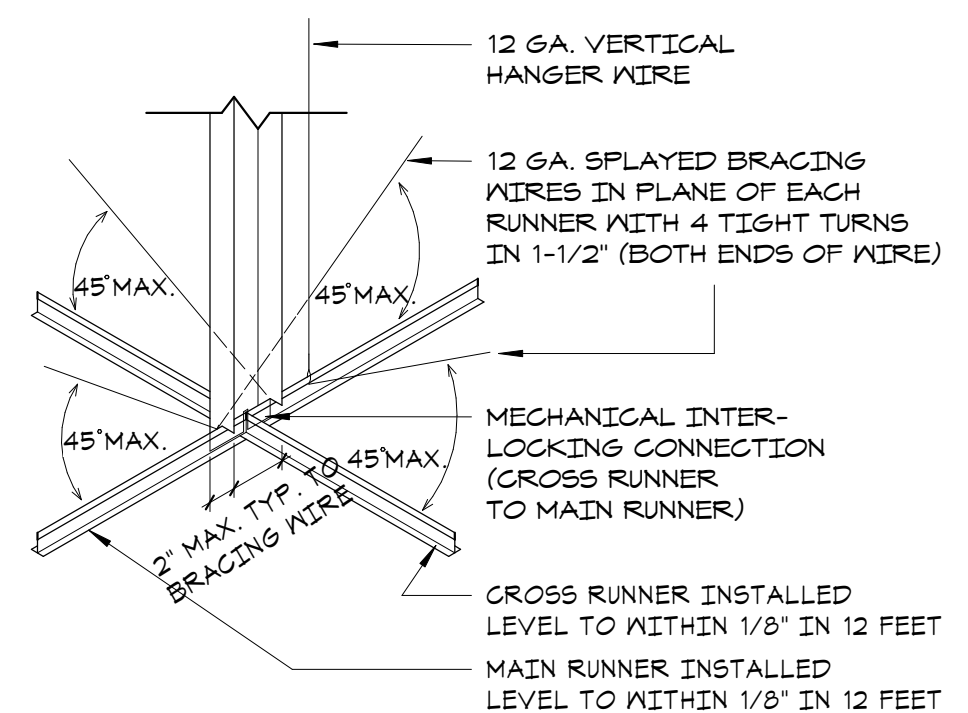 12 GA. VERTICAL
HANGER WIRE
12 GA. SPLAYED BRACING
WIRES IN PLANE OF EACH
RUNNER WITH 4 TIGHT TURNS
IN 1-1/2" (BOTH ENDS OF WIRE)
45°MAX.
45°MAX.
45°MAX.
45°MAX.
MECHANICAL INTER-
LOCKING CONNECTION
(CROSS RUNNER
TO MAIN RUNNER)
2" MAX. TYP. TO
BRACING WIRE
CROSS RUNNER INSTALLED
LEVEL TO WITHIN 1/8" IN 12 FEET
MAIN RUNNER INSTALLED
LEVEL TO WITHIN 1/8" IN 12 FEET